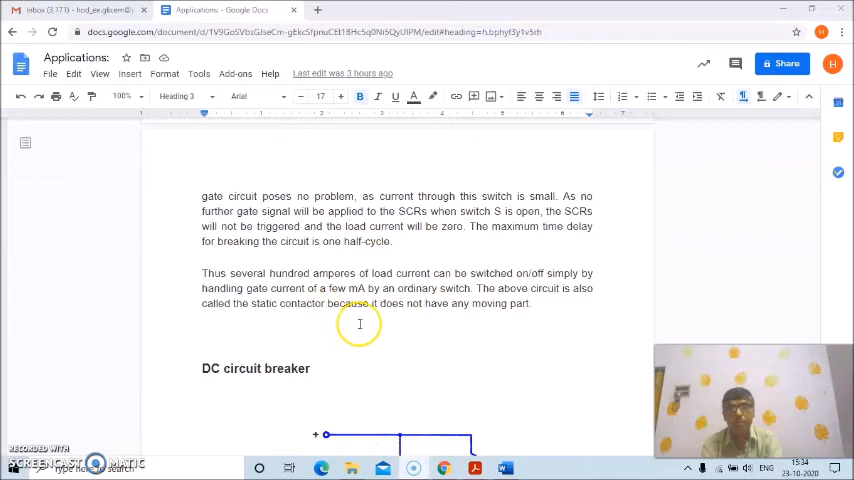 Inbox (3,171) - hod_ee.gkcem@j
Applications: - Google Docs
docs.google.com/document/d/1V9GoSVbsGJseCm-gEkcSfpnuCEt1BHc5q0Ni5QyUlPM/edit#heading=h.bphyf3y1v5rh
Applications:
File Edit View Insert Format Tools Add-ons Help Last edit was 3 hours ago
Share
H
100% Heading 3 Arial 17
gate circuit poses no problem, as current through this switch is small. As no
further gate signal will be applied to the SCRs when switch S is open, the SCRs
will not be triggered and the load current will be zero. The maximum time delay
for breaking the circuit is one half-cycle.
Thus several hundred amperes of load current can be switched on/off simply by
handling gate current of a few mA by an ordinary switch. The above circuit is also
called the static contactor because it does not have any moving part.
DC circuit breaker
+
RECORDED WITH
SCREENCAST MATIC
Type here to search
ENG
15:34
23-10-2020